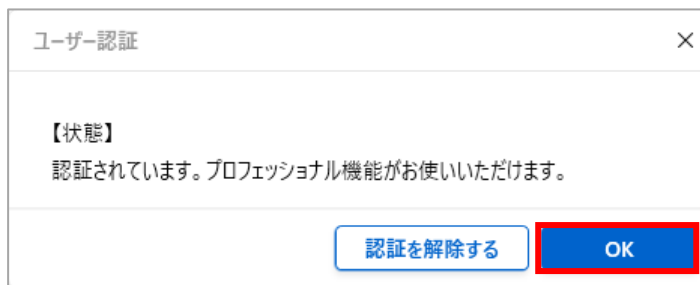 ユーザー認証
【状態】
認証されています。プロフェッショナル機能がお使いいただけます。
認証を解除する
OK